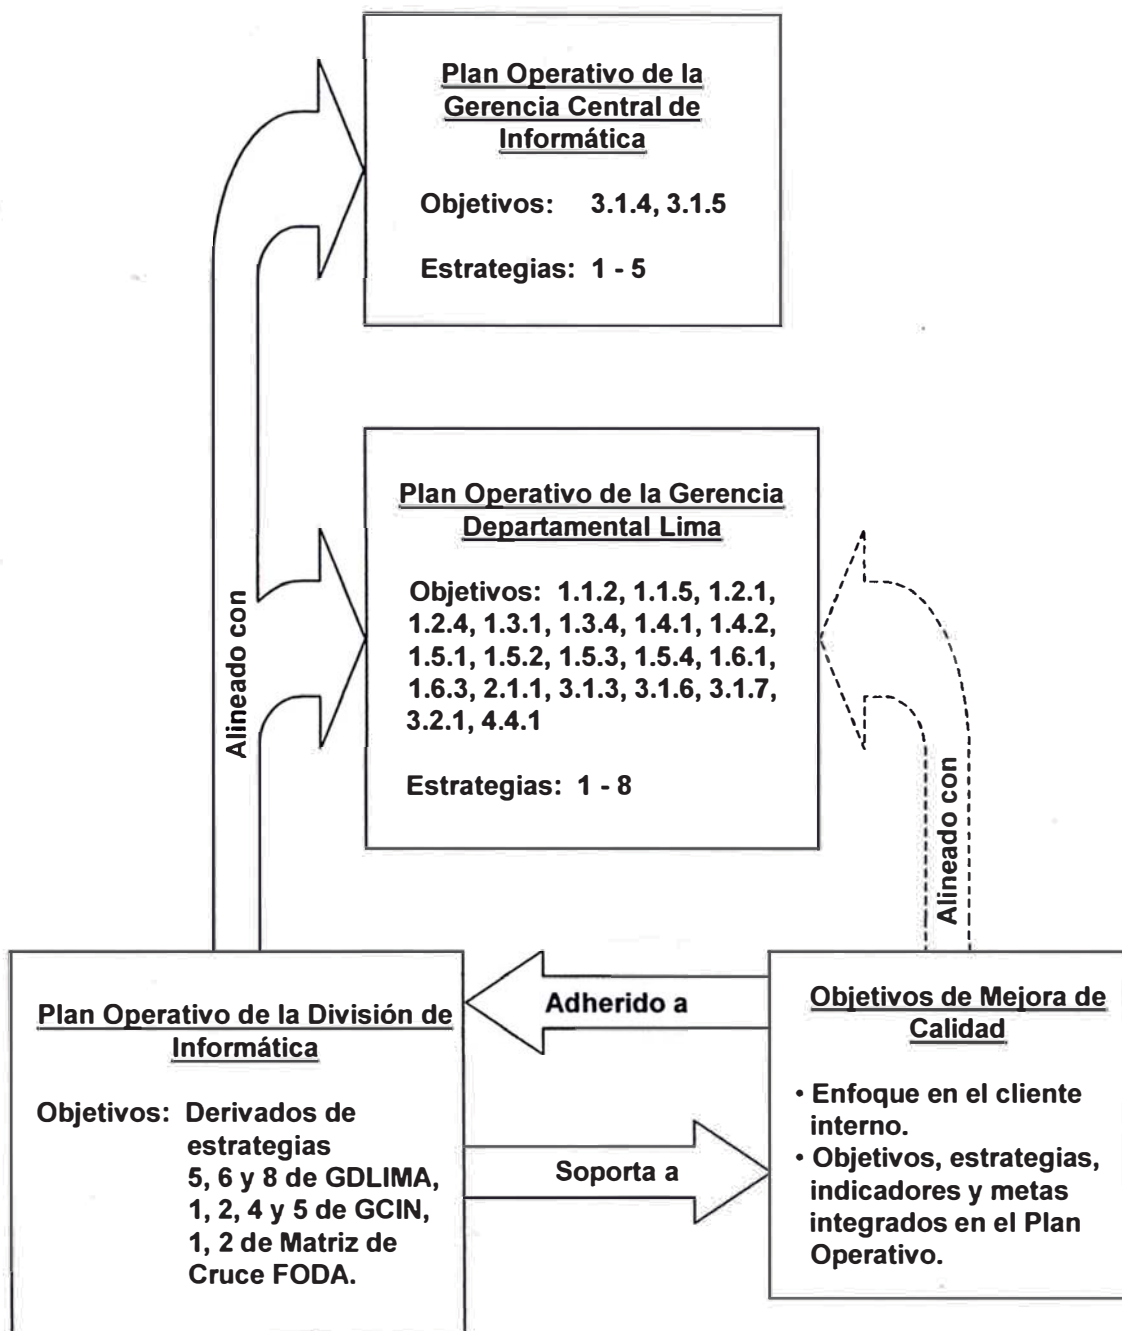 Plan Operativo de la
Gerencia Central de
Informática
Objetivos: 3.1.4, 3.1.5
Estrategias: 1 - 5
Plan Operativo de la Gerencia
Departamental Lima
Objetivos: 1.1.2, 1.1.5, 1.2.1,
1.2.4, 1.3.1, 1.3.4, 1.4.1, 1.4.2,
1.5.1, 1.5.2, 1.5.3, 1.5.4, 1.6.1,
1.6.3, 2.1.1, 3.1.3, 3.1.6, 3.1.7,
3.2.1, 4.4.1
Estrategias: 1 - 8
Alineado con
Alineado con
Plan Operativo de la División de
Informática
Objetivos: Derivados de
estrategias
5, 6 y 8 de GDLIMA,
1, 2, 4 y 5 de GCIN,
1, 2 de Matriz de
Cruce FODA.
Adherido a
Soporta a
Objetivos de Mejora de
Calidad
• Enfoque en el cliente
interno.
• Objetivos, estrategias,
indicadores y metas
integrados en el Plan
Operativo.